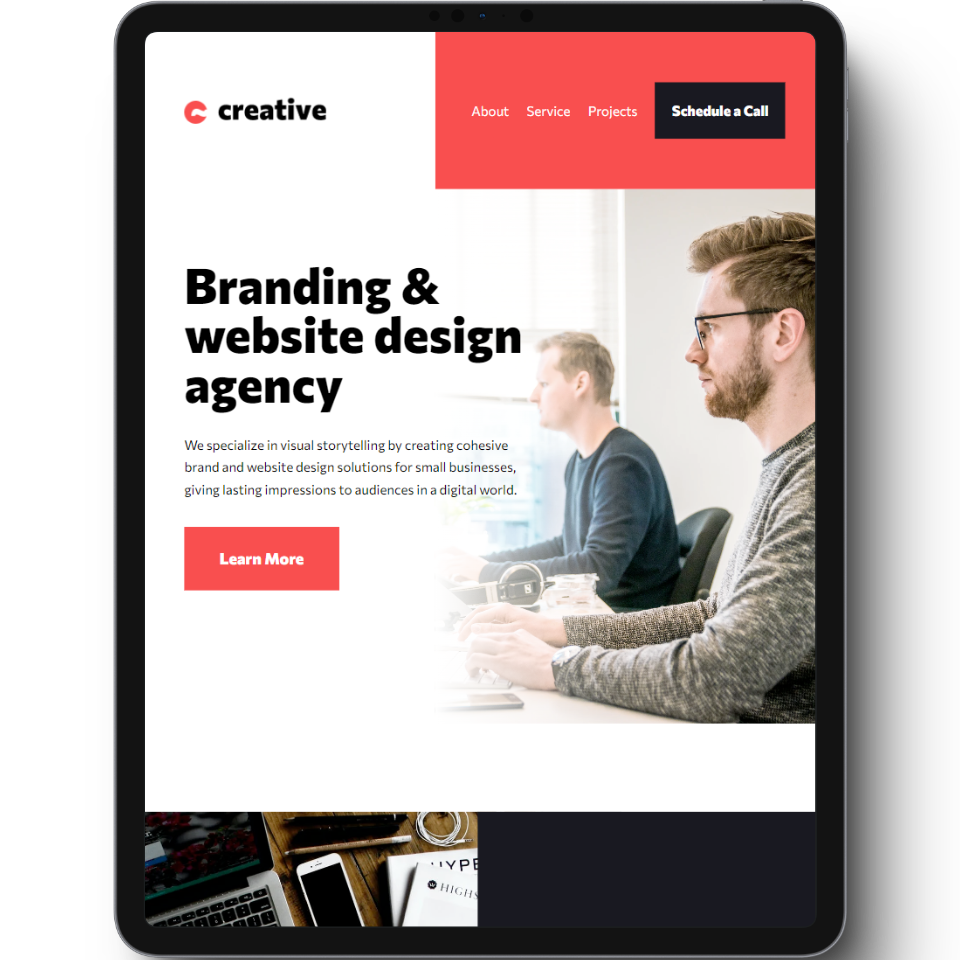 creative
About Service Projects Schedule a Call
Branding &
website design
agency
We specialize in visual storytelling by creating cohesive
brand and website design solutions for small businesses,
giving lasting impressions to audiences in a digital world.
Learn More
HYPE
HIGHS